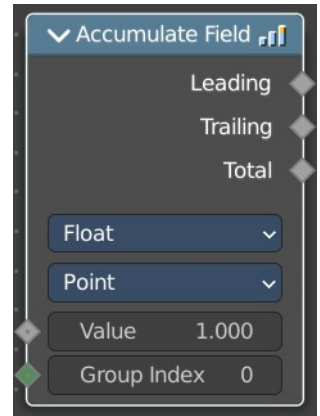 Accumulate Field
Leading
Trailing
Total
Float
Point
Value 1.000
Group Index 0